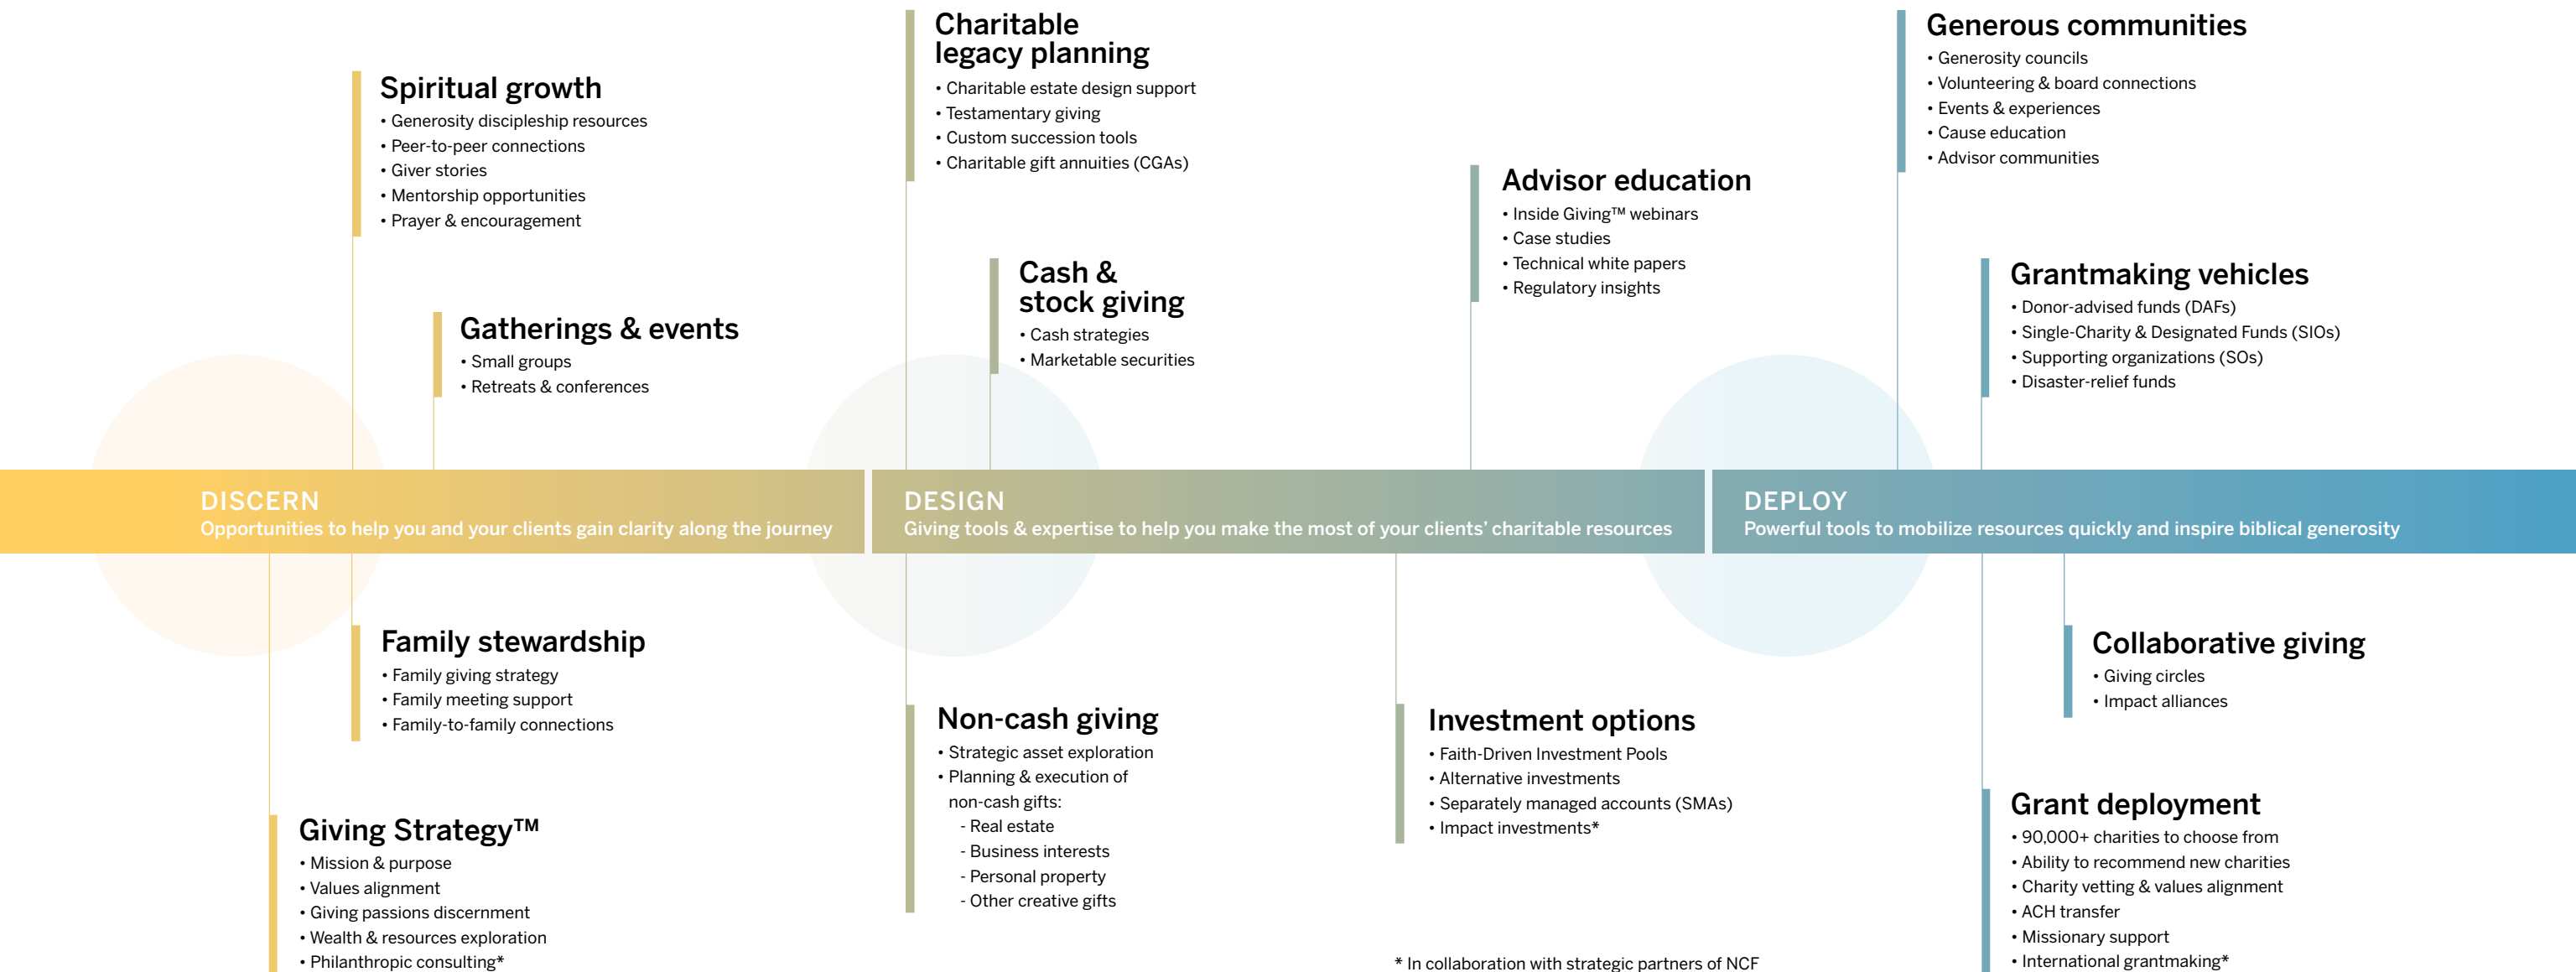 Spiritual growth
• Generosity discipleship resources
• Peer-to-peer connections
• Giver stories
• Mentorship opportunities
• Prayer & encouragement
Gatherings & events
• Small groups
• Retreats & conferences
Charitable
legacy planning
• Charitable estate design support
• Testamentary giving
• Custom succession tools
• Charitable gift annuities (CGAs)
Cash &
stock giving
• Cash strategies
• Marketable securities
Advisor education
• Inside Giving™ webinars
• Case studies
• Technical white papers
• Regulatory insights
Generous communities
• Generosity councils
• Volunteering & board connections
• Events & experiences
• Cause education
• Advisor communities
Grantmaking vehicles
• Donor-advised funds (DAFs)
• Single-Charity & Designated Funds (SIOs)
• Supporting organizations (SOs)
• Disaster-relief funds
DISCERN
Opportunities to help you and your clients gain clarity along the journey
DESIGN
Giving tools & expertise to help you make the most of your clients’ charitable resources
DEPLOY
Powerful tools to mobilize resources quickly and inspire biblical generosity
Family stewardship
• Family giving strategy
• Family meeting support
• Family-to-family connections
Giving Strategy™
• Mission & purpose
• Values alignment
• Giving passions discernment
• Wealth & resources exploration
• Philanthropic consulting*
Non-cash giving
• Strategic asset exploration
• Planning & execution of
non-cash gifts:
- Real estate
- Business interests
- Personal property
- Other creative gifts
Investment options
• Faith-Driven Investment Pools
• Alternative investments
• Separately managed accounts (SMAs)
• Impact investments*
Collaborative giving
• Giving circles
• Impact alliances
Grant deployment
• 90,000+ charities to choose from
• Ability to recommend new charities
• Charity vetting & values alignment
• ACH transfer
• Missionary support
• International grantmaking*
* In collaboration with strategic partners of NCF